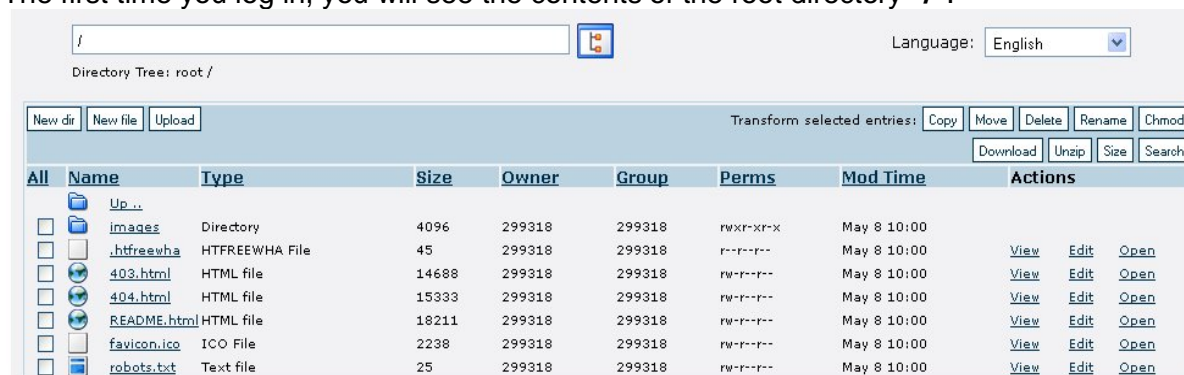 The first time you log in, you will see the contents of the root directory "/".
/
Language: English
Directory Tree: root /
New dir New file Upload Transform selected entries: Copy Move Delete Rename Chmod
Download Unzip Size Search
All Name Type Size Owner Group Perms Mod Time Actions
Up ..
images Directory 4096 299318 299318 rwxr-xr-x May 8 10:00
.htfreewha HTFREEWHA File 45 299318 299318 r--r--r-- May 8 10:00 View Edit Open
403.html HTML file 14688 299318 299318 rw-r--r-- May 8 10:00 View Edit Open
404.html HTML file 15333 299318 299318 rw-r--r-- May 8 10:00 View Edit Open
README.html HTML file 18211 299318 299318 rw-r--r-- May 8 10:00 View Edit Open
favicon.ico ICO File 2238 299318 299318 rw-r--r-- May 8 10:00 View Edit Open
robots.txt Text file 25 299318 299318 rw-r--r-- May 8 10:00 View Edit Open